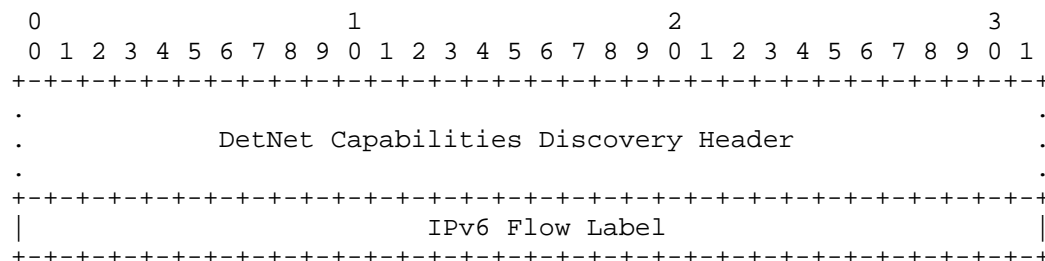 0                   1                   2                   3
 0 1 2 3 4 5 6 7 8 9 0 1 2 3 4 5 6 7 8 9 0 1 2 3 4 5 6 7 8 9 0 1
+-+-+-+-+-+-+-+-+-+-+-+-+-+-+-+-+-+-+-+-+-+-+-+-+-+-+-+-+-+-+-+-+
.                                                               .
.            DetNet Capabilities Discovery Header               .
.                                                               .
+-+-+-+-+-+-+-+-+-+-+-+-+-+-+-+-+-+-+-+-+-+-+-+-+-+-+-+-+-+-+-+-+
|                         IPv6 Flow Label                       |
+-+-+-+-+-+-+-+-+-+-+-+-+-+-+-+-+-+-+-+-+-+-+-+-+-+-+-+-+-+-+-+-+